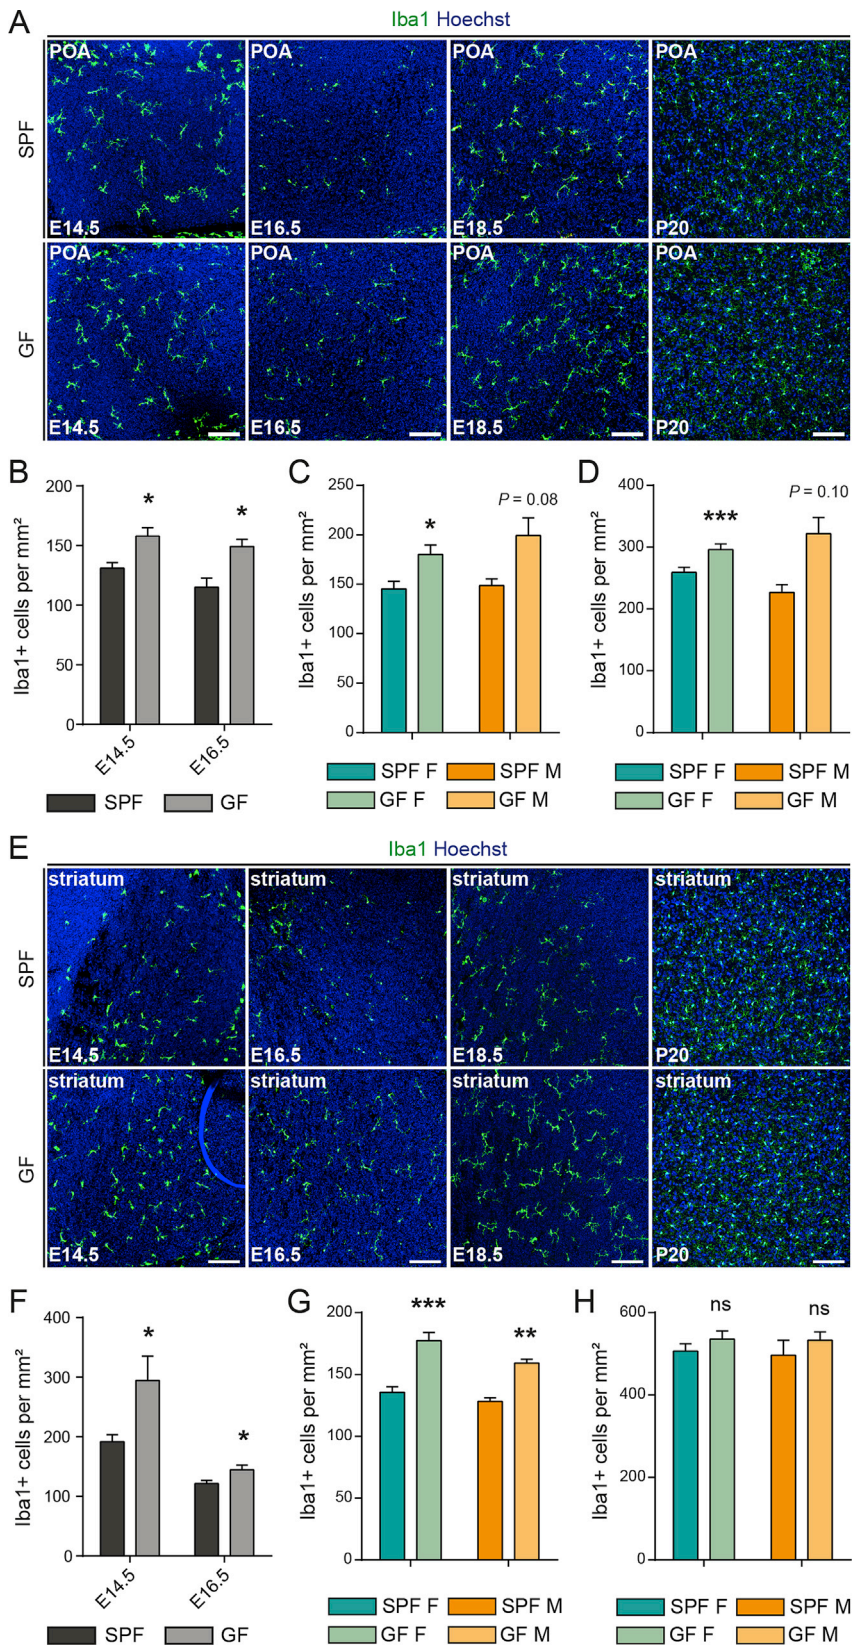 A
Iba1 Hoechst
SPF
POA
E14.5
POA
E16.5
POA
E18.5
POA
P20
GF
POA
E14.5
POA
E16.5
POA
E18.5
POA
P20
B
Iba1+ cells per mm²
200
150
100
50
0
*
*
E14.5
E16.5
SPF
GF
C
Iba1+ cells per mm²
250
200
150
100
50
0
*
P = 0.08
SPF F
SPF M
GF F
GF M
D
Iba1+ cells per mm²
400
300
200
100
0
***
P = 0.10
SPF F
SPF M
GF F
GF M
E
Iba1 Hoechst
SPF
striatum
E14.5
striatum
E16.5
striatum
E18.5
striatum
P20
GF
striatum
E14.5
striatum
E16.5
striatum
E18.5
striatum
P20
F
Iba1+ cells per mm²
400
300
200
100
0
*
*
E14.5
E16.5
SPF
GF
G
Iba1+ cells per mm²
200
150
100
50
0
***
**
SPF F
SPF M
GF F
GF M
H
Iba1+ cells per mm²
600
400
200
0
ns
ns
SPF F
SPF M
GF F
GF M